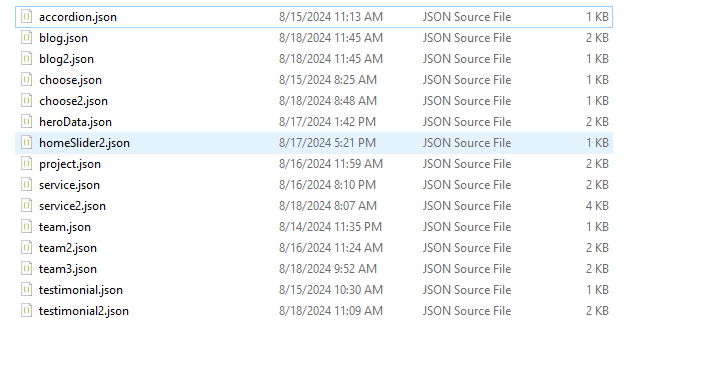 accordion.json 8/15/2024 11:13 AM JSON Source File 1 KB
blog.json 8/18/2024 11:45 AM JSON Source File 2 KB
blog2.json 8/18/2024 11:45 AM JSON Source File 1 KB
choose.json 8/15/2024 8:25 AM JSON Source File 1 KB
choose2.json 8/18/2024 8:48 AM JSON Source File 1 KB
heroData.json 8/17/2024 1:42 PM JSON Source File 2 KB
homeSlider2.json 8/17/2024 5:21 PM JSON Source File 1 KB
project.json 8/16/2024 11:59 AM JSON Source File 2 KB
service.json 8/16/2024 8:10 PM JSON Source File 2 KB
service2.json 8/18/2024 8:07 AM JSON Source File 4 KB
team.json 8/14/2024 11:35 PM JSON Source File 1 KB
team2.json 8/16/2024 11:24 AM JSON Source File 2 KB
team3.json 8/18/2024 9:52 AM JSON Source File 2 KB
testimonial.json 8/15/2024 10:30 AM JSON Source File 1 KB
testimonial2.json 8/18/2024 11:09 AM JSON Source File 2 KB